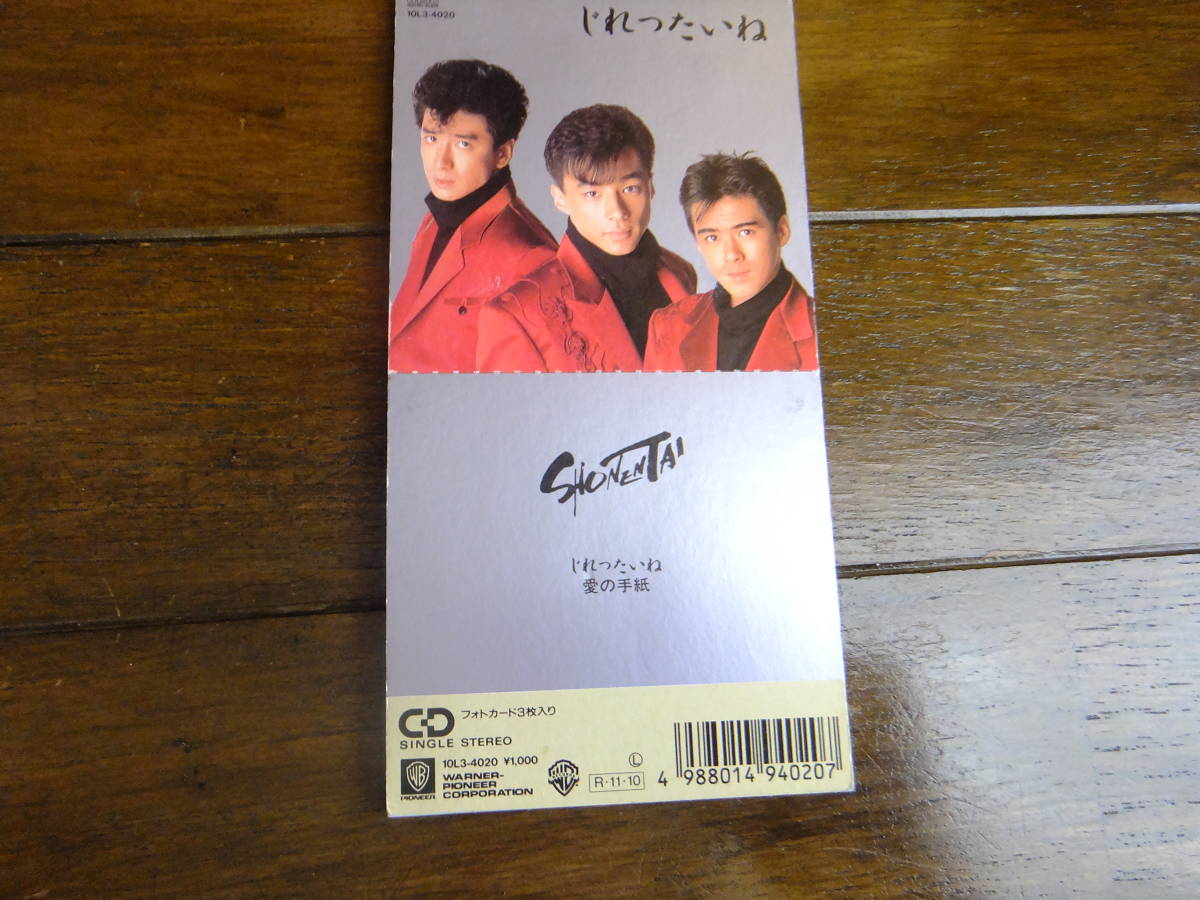 10L3-4020
じれったいね
SHONENTAI
じれったいね
愛の手紙
CD フォトカード3枚入り
SINGLE STEREO
10L3-4020 ¥1,000
WARNER-
PIONEER
CORPORATION
WB
PIONEER
Ⓛ
R・11・10
4 988014 940207